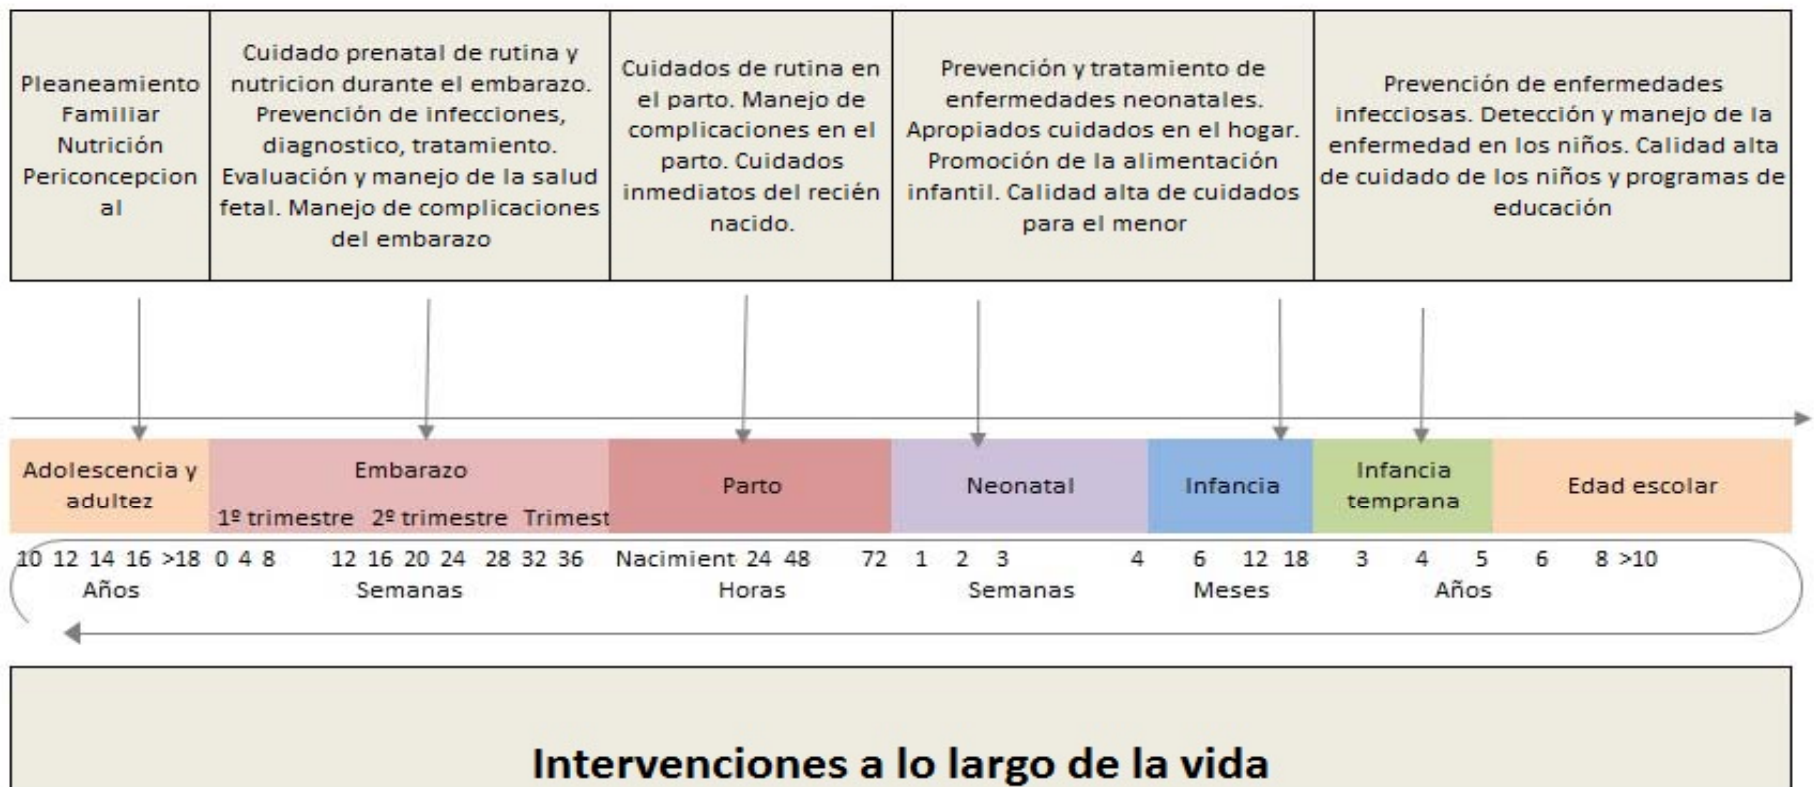 Pleaneamiento
Familiar
Nutrición
Periconcepcion
al
Cuidado prenatal de rutina y
nutricion durante el embarazo.
Prevención de infecciones,
diagnostico, tratamiento.
Evaluación y manejo de la salud
fetal. Manejo de complicaciones
del embarazo
Cuidados de rutina en
el parto. Manejo de
complicaciones en el
parto. Cuidados
inmediatos del recién
nacido.
Prevención y tratamiento de
enfermedades neonatales.
Apropiados cuidados en el hogar.
Promoción de la alimentación
infantil. Calidad alta de cuidados
para el menor
Prevención de enfermedades
infecciosas. Detección y manejo de la
enfermedad en los niños. Calidad alta
de cuidado de los niños y programas de
educación
Adolescencia y
adultez
Embarazo
1º trimestre 2º trimestre Trimest
Parto
Neonatal
Infancia
Infancia
temprana
Edad escolar
10 12 14 16 >18 0 4 8 12 16 20 24 28 32 36 Nacimient 24 48 72 1 2 3 4 6 12 18 3 4 5 6 8 >10
Años Semanas Horas Semanas Meses Años
Intervenciones a lo largo de la vida